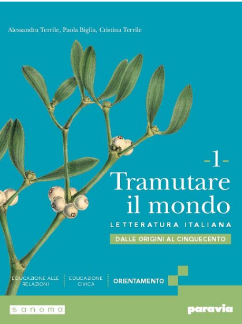 Alessandra Terrile, Paola Biglia, Cristina Terrile
-1-
Tramutare
il mondo
LETTERATURA ITALIANA
DALLE ORIGINI AL CINQUECENTO
EDUCAZIONE ALLE
RELAZIONI
EDUCAZIONE
CIVICA
ORIENTAMENTO
sanoma
paravia